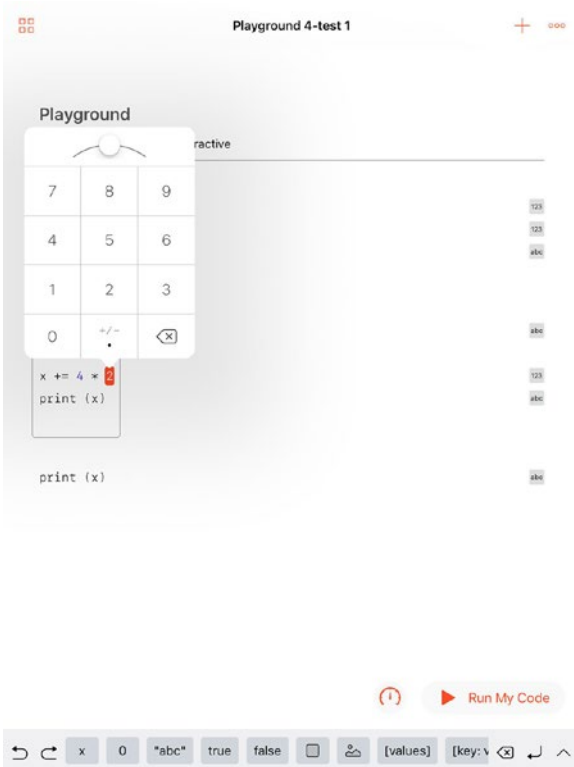 Playground 4-test 1
Playground
ractive
7 8 9
123
123
4 5 6
abc
1 2 3
0 +/- . abc
x += 4 * 2 123
print (x) abc
print (x) abc
Run My Code
x 0 "abc" true false [values] [key: v